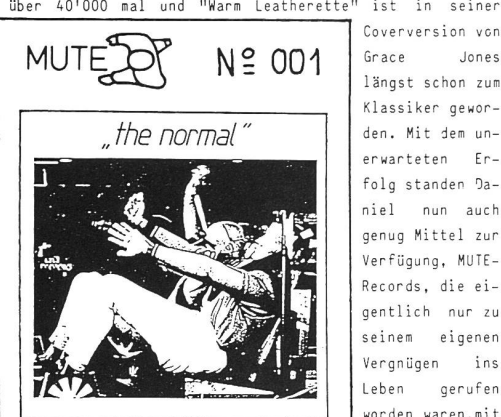 über 40'000 mal und "Warm Leatherette" ist in seiner
Coverversion von
Grace Jones
längst schon zum
Klassiker gewor-
den. Mit dem un-
erwarteten Er-
folg standen Da-
niel nun auch
genug Mittel zur
Verfügung, MUTE-
Records, die ei-
gentlich nur zu
seinem eigenen
Vergnügen ins
Leben gerufen
worden waren, mit
MUTE Nº 001
„the normal"